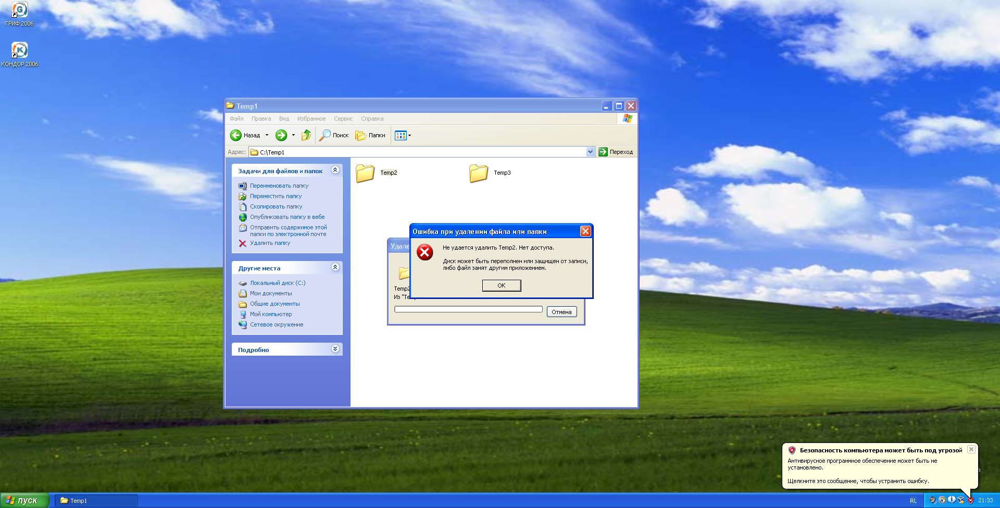 ГРИФ 2006
КОНДОР 2006
Temp1
Файл Правка Вид Избранное Сервис Справка
Назад Поиск Папки
Адрес: C:\Temp1 Переход
Задачи для файлов и папок
Переименовать папку
Переместить папку
Скопировать папку
Опубликовать папку в вебе
Отправить содержимое этой
папки по электронной почте
Удалить папку
Другие места
Локальный диск (C:)
Мои документы
Общие документы
Мой компьютер
Сетевое окружение
Подробно
Temp2 Temp3
Ошибка при удалении файла или папки
Не удается удалить Temp2. Нет доступа.
Диск может быть переполнен или защищен от записи,
либо файл занят другим приложением.
OK
Удале
Temp2
Из "Te
Отмена
Безопасность компьютера может быть под угрозой
Антивирусное программное обеспечение может быть не
установлено.
Щелкните это сообщение, чтобы устранить ошибку.
пуск Temp1 RL 21:33